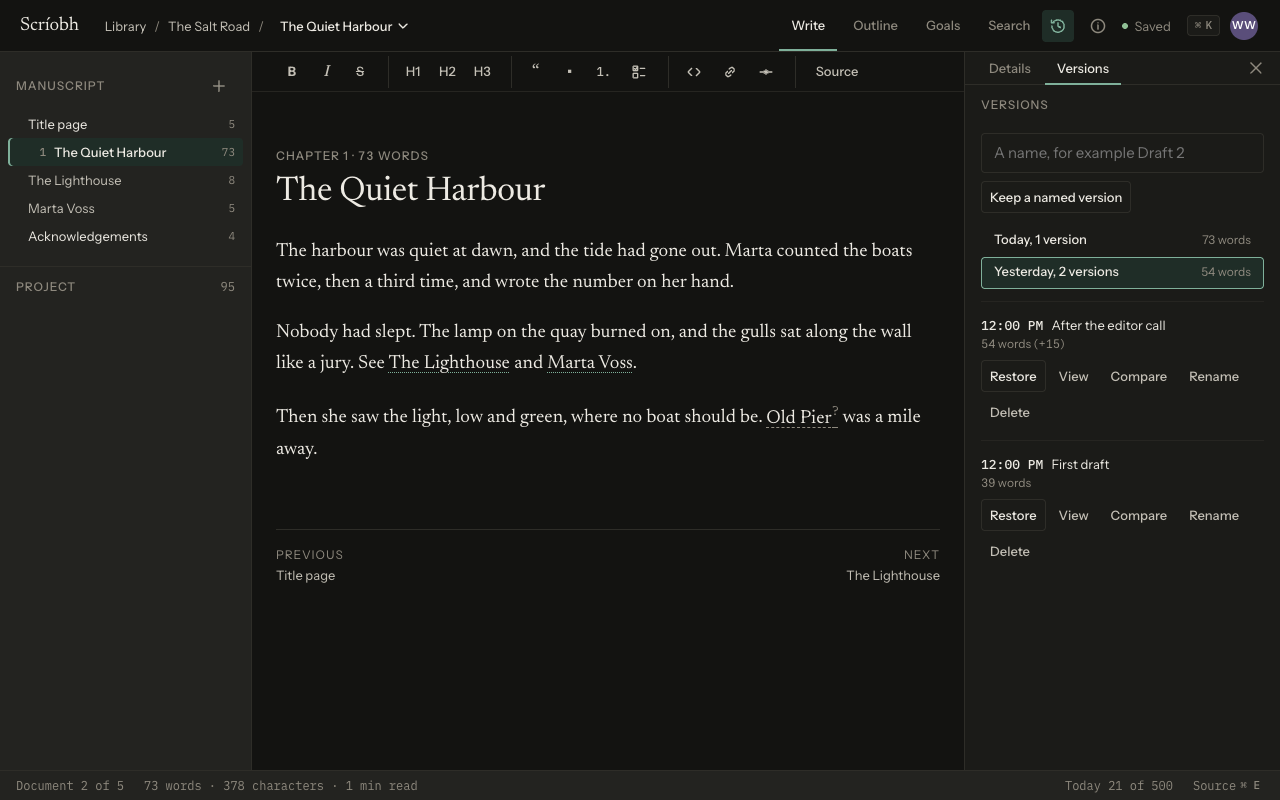 Scríobh
Library / The Salt Road / The Quiet Harbour
Write Outline Goals Search Saved ⌘ K WW
MANUSCRIPT
Title page 5
1 The Quiet Harbour 73
The Lighthouse 8
Marta Voss 5
Acknowledgements 4
PROJECT 95
B I S H1 H2 H3 “ ▪ 1. Source
CHAPTER 1 · 73 WORDS
The Quiet Harbour
The harbour was quiet at dawn, and the tide had gone out. Marta counted the boats
twice, then a third time, and wrote the number on her hand.
Nobody had slept. The lamp on the quay burned on, and the gulls sat along the wall
like a jury. See The Lighthouse and Marta Voss.
Then she saw the light, low and green, where no boat should be. Old Pier? was a mile
away.
PREVIOUS
Title page
NEXT
The Lighthouse
Details Versions
VERSIONS
A name, for example Draft 2
Keep a named version
Today, 1 version 73 words
Yesterday, 2 versions 54 words
12:00 PM After the editor call
54 words (+15)
Restore View Compare Rename
Delete
12:00 PM First draft
39 words
Restore View Compare Rename
Delete
Document 2 of 5 73 words · 378 characters · 1 min read
Today 21 of 500 Source ⌘ E